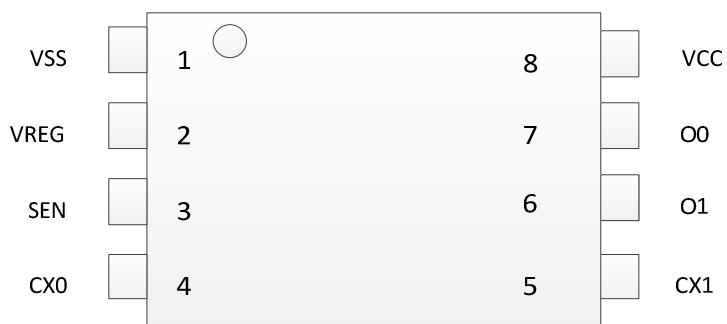 VSS 1 8 VCC
VREG 2 7 O0
SEN 3 6 O1
CX0 4 5 CX1